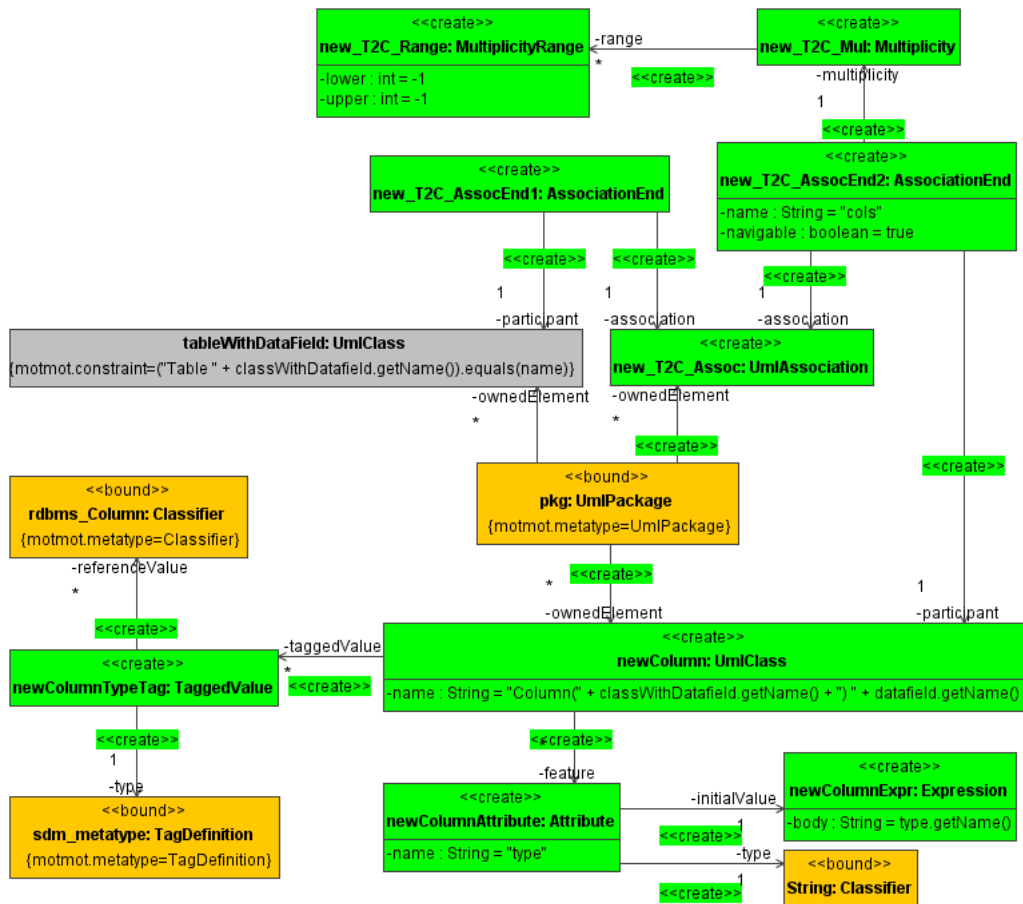 <<create>>
new_T2C_Range: MultiplicityRange
-lower : int = -1
-upper : int = -1
-range
*
<<create>>
<<create>>
new_T2C_Mul: Multiplicity
-multiplicity
1
<<create>>
<<create>>
new_T2C_AssocEnd1: AssociationEnd
<<create>>
new_T2C_AssocEnd2: AssociationEnd
-name : String = "cols"
-navigable : boolean = true
<<create>>
1
-participant
<<create>>
1
-association
<<create>>
1
-association
tableWithDataField: UmlClass
{motmot.constraint=("Table " + classWithDatafield.getName()).equals(name)}
<<create>>
new_T2C_Assoc: UmlAssociation
-ownedElement
*
-ownedElement
*
<<create>>
<<create>>
1
-participant
<<bound>>
pkg: UmlPackage
{motmot.metatype=UmlPackage}
<<create>>
*
-ownedElement
<<bound>>
rdbms_Column: Classifier
{motmot.metatype=Classifier}
-referenceValue
*
<<create>>
<<create>>
newColumnTypeTag: TaggedValue
-taggedValue
*
<<create>>
<<create>>
newColumn: UmlClass
-name : String = "Column(" + classWithDatafield.getName() + ") " + datafield.getName()
<<create>>
1
-type
<<bound>>
sdm_metatype: TagDefinition
{motmot.metatype=TagDefinition}
<<create>>
*
-feature
<<create>>
newColumnAttribute: Attribute
-name : String = "type"
-initialValue
1
<<create>>
<<create>>
newColumnExpr: Expression
-body : String = type.getName()
-type
1
<<create>>
<<bound>>
String: Classifier